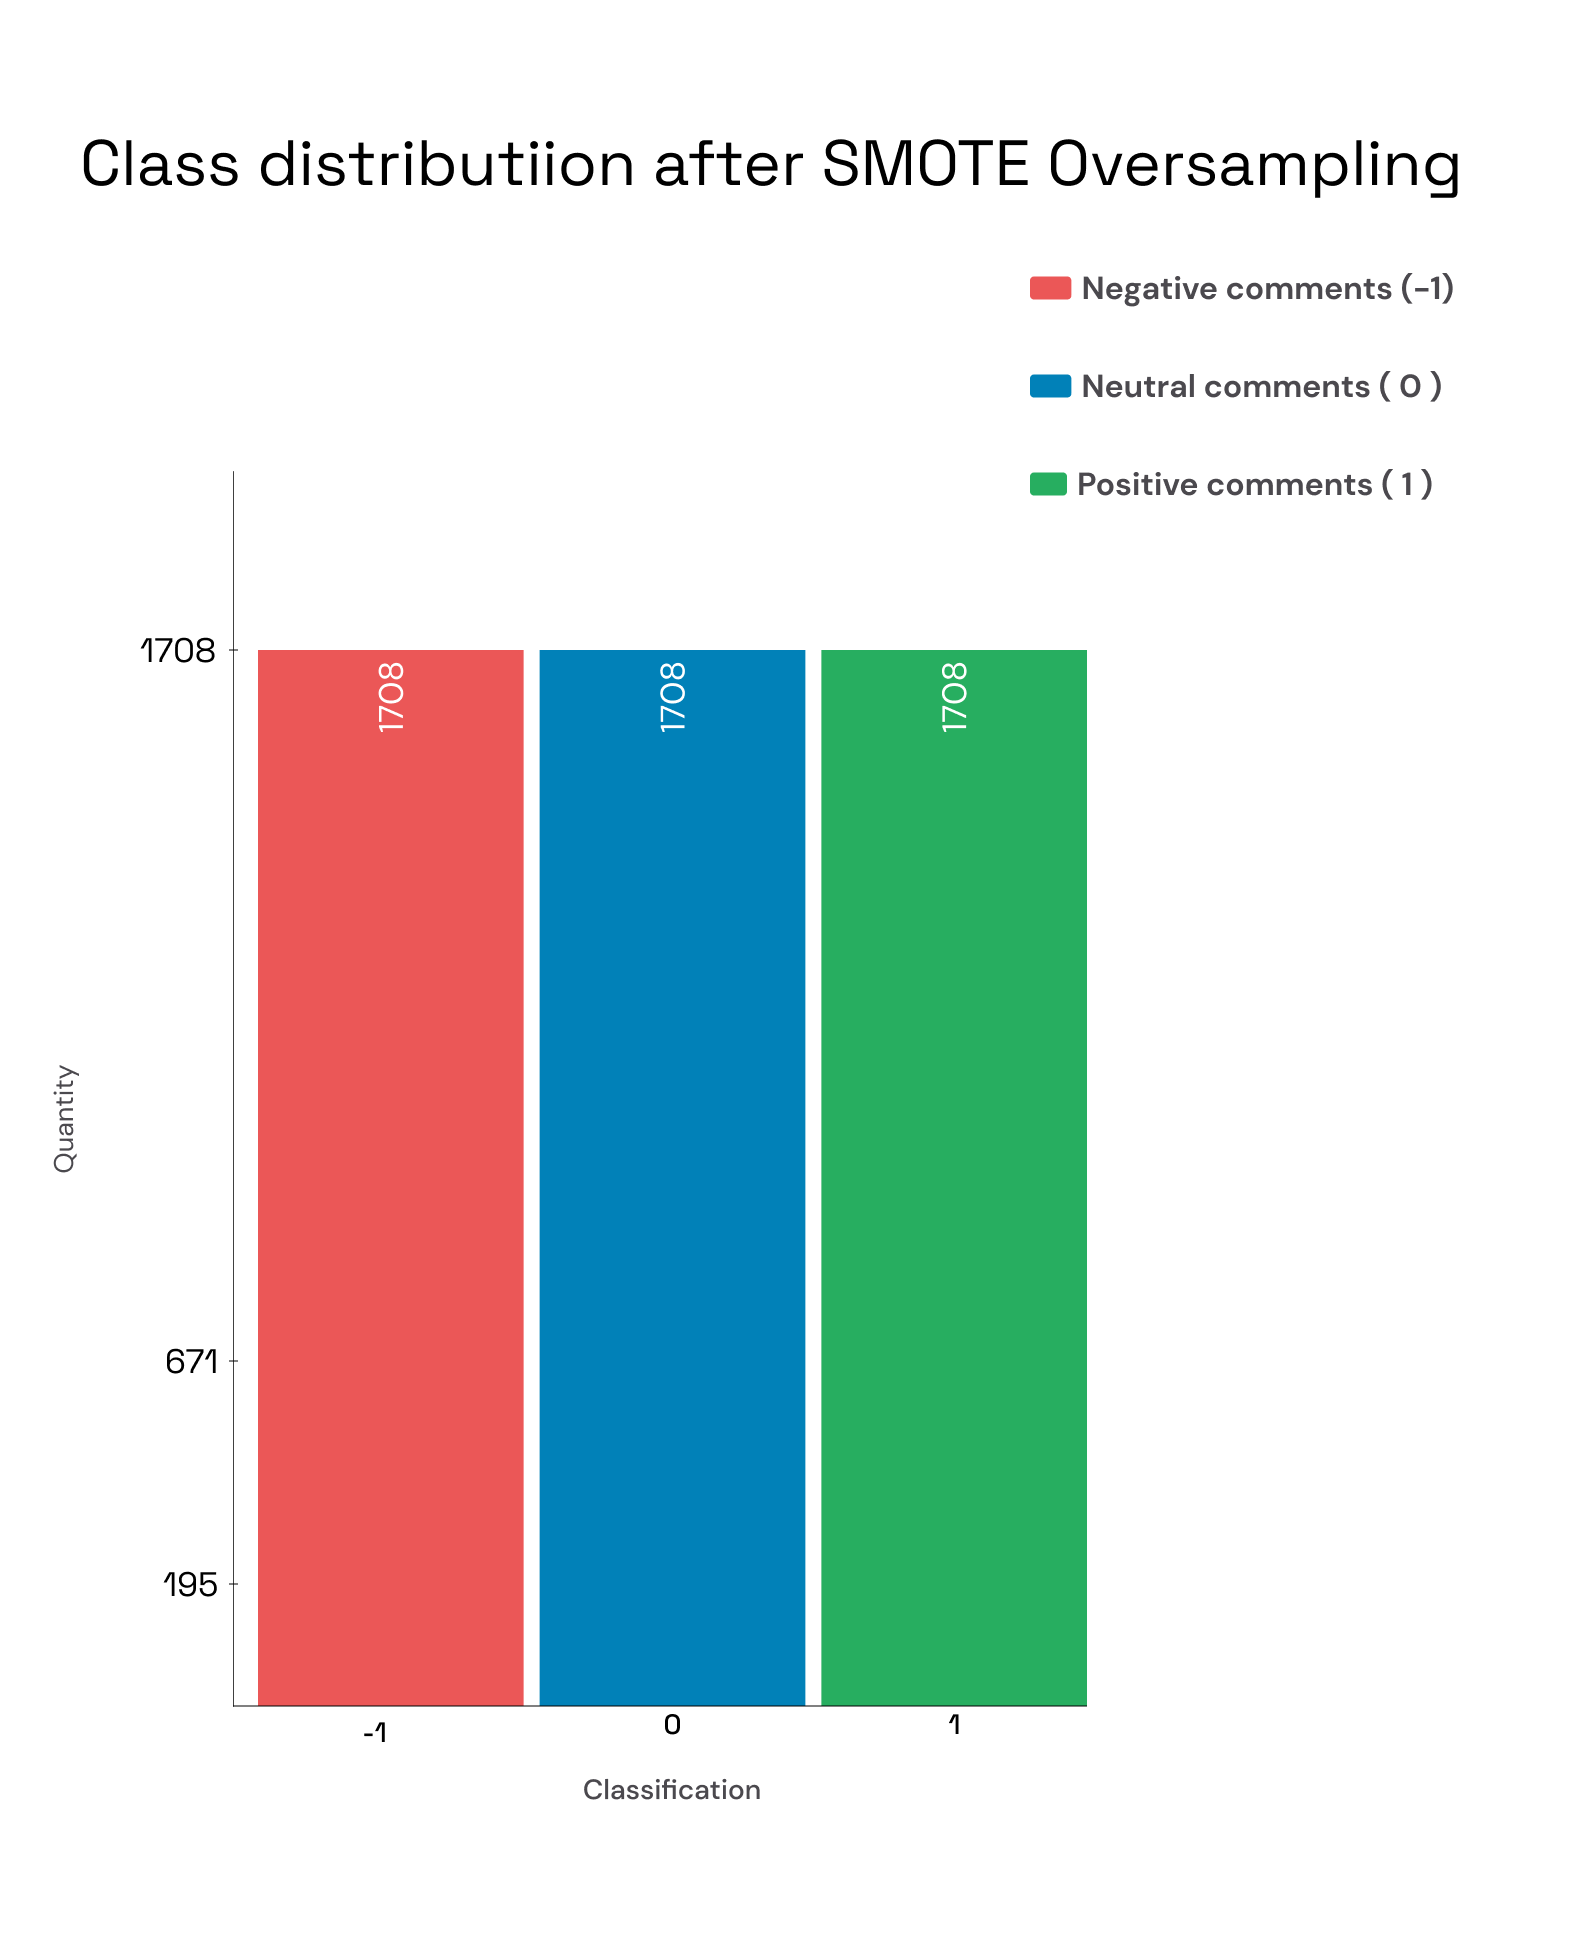 Class distributiion after SMOTE Oversampling
Negative comments (-1)
Neutral comments ( 0 )
Positive comments ( 1 )
1708
1708
1708
1708
671
195
Quantity
-1
0
1
Classification